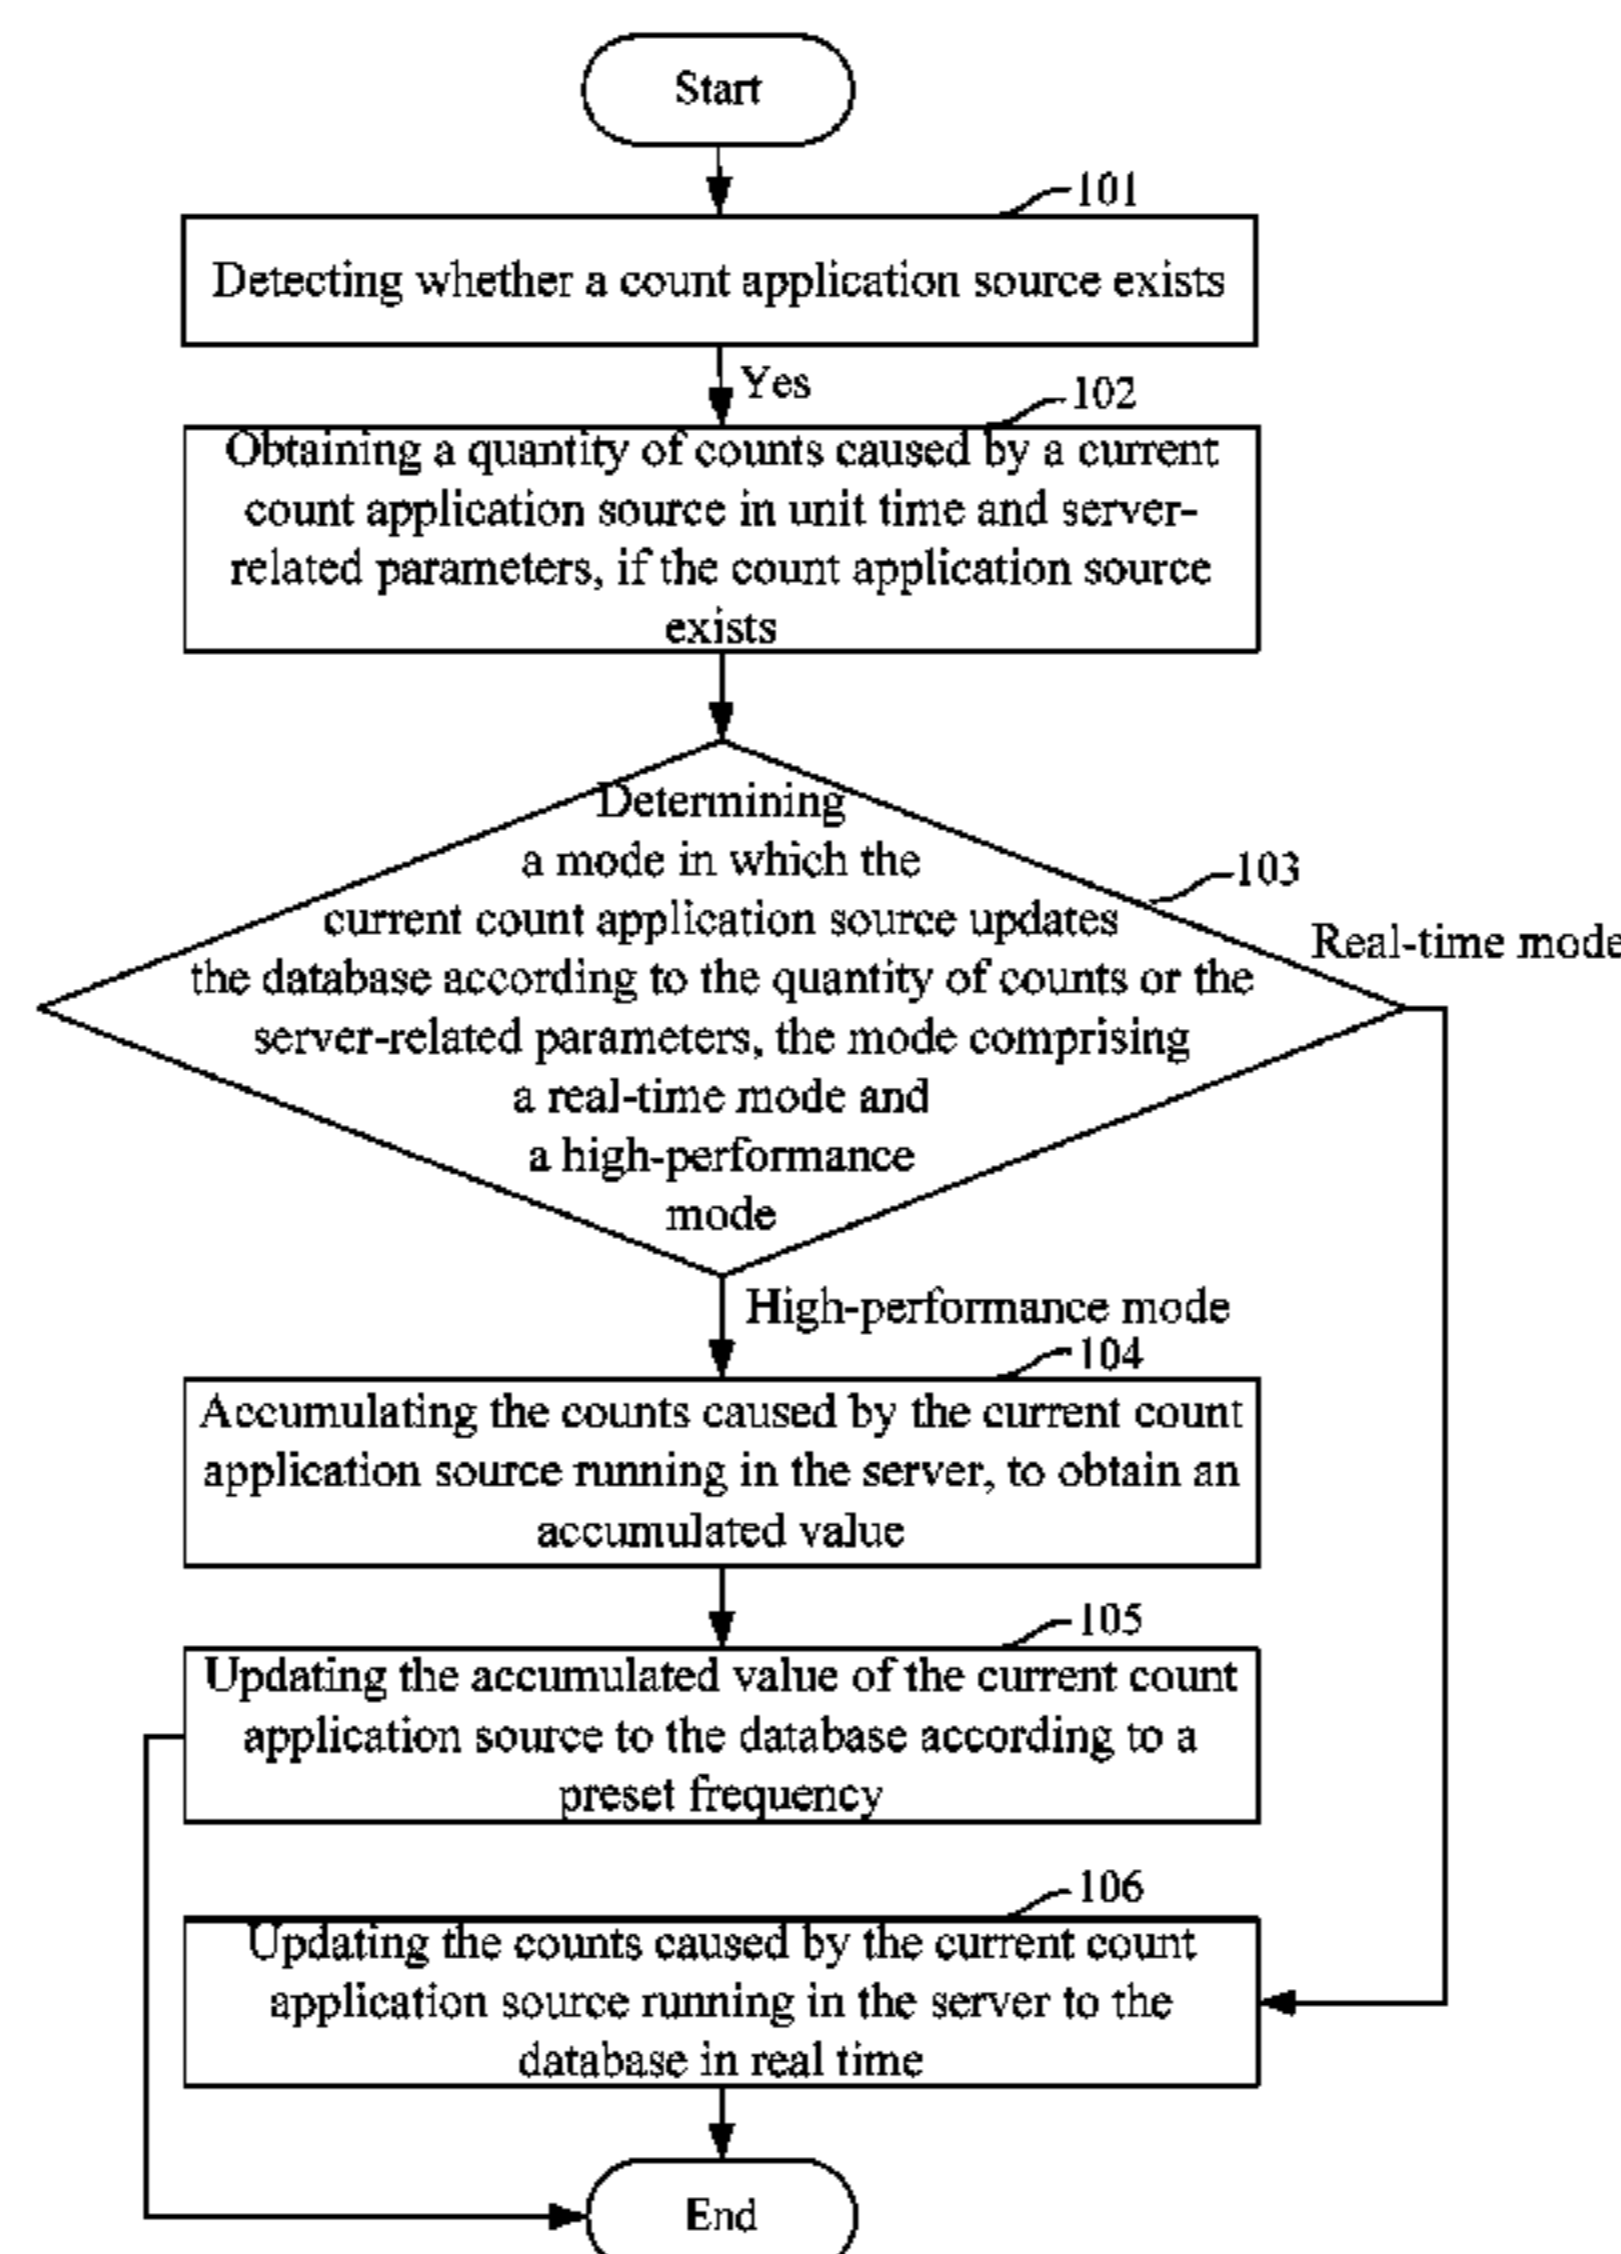 Start
101
Detecting whether a count application source exists
Yes
102
Obtaining a quantity of counts caused by a current
count application source in unit time and server-
related parameters, if the count application source
exists
Determining
a mode in which the
current count application source updates
the database according to the quantity of counts or the
server-related parameters, the mode comprising
a real-time mode and
a high-performance
mode
103
Real-time mode
High-performance mode
104
Accumulating the counts caused by the current count
application source running in the server, to obtain an
accumulated value
105
Updating the accumulated value of the current count
application source to the database according to a
preset frequency
106
Updating the counts caused by the current count
application source running in the server to the
database in real time
End